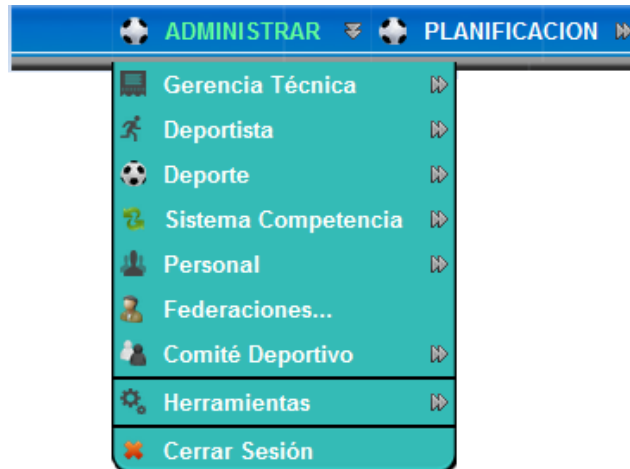 ADMINISTRAR PLANIFICACION
Gerencia Técnica
Deportista
Deporte
Sistema Competencia
Personal
Federaciones...
Comité Deportivo
Herramientas
Cerrar Sesión